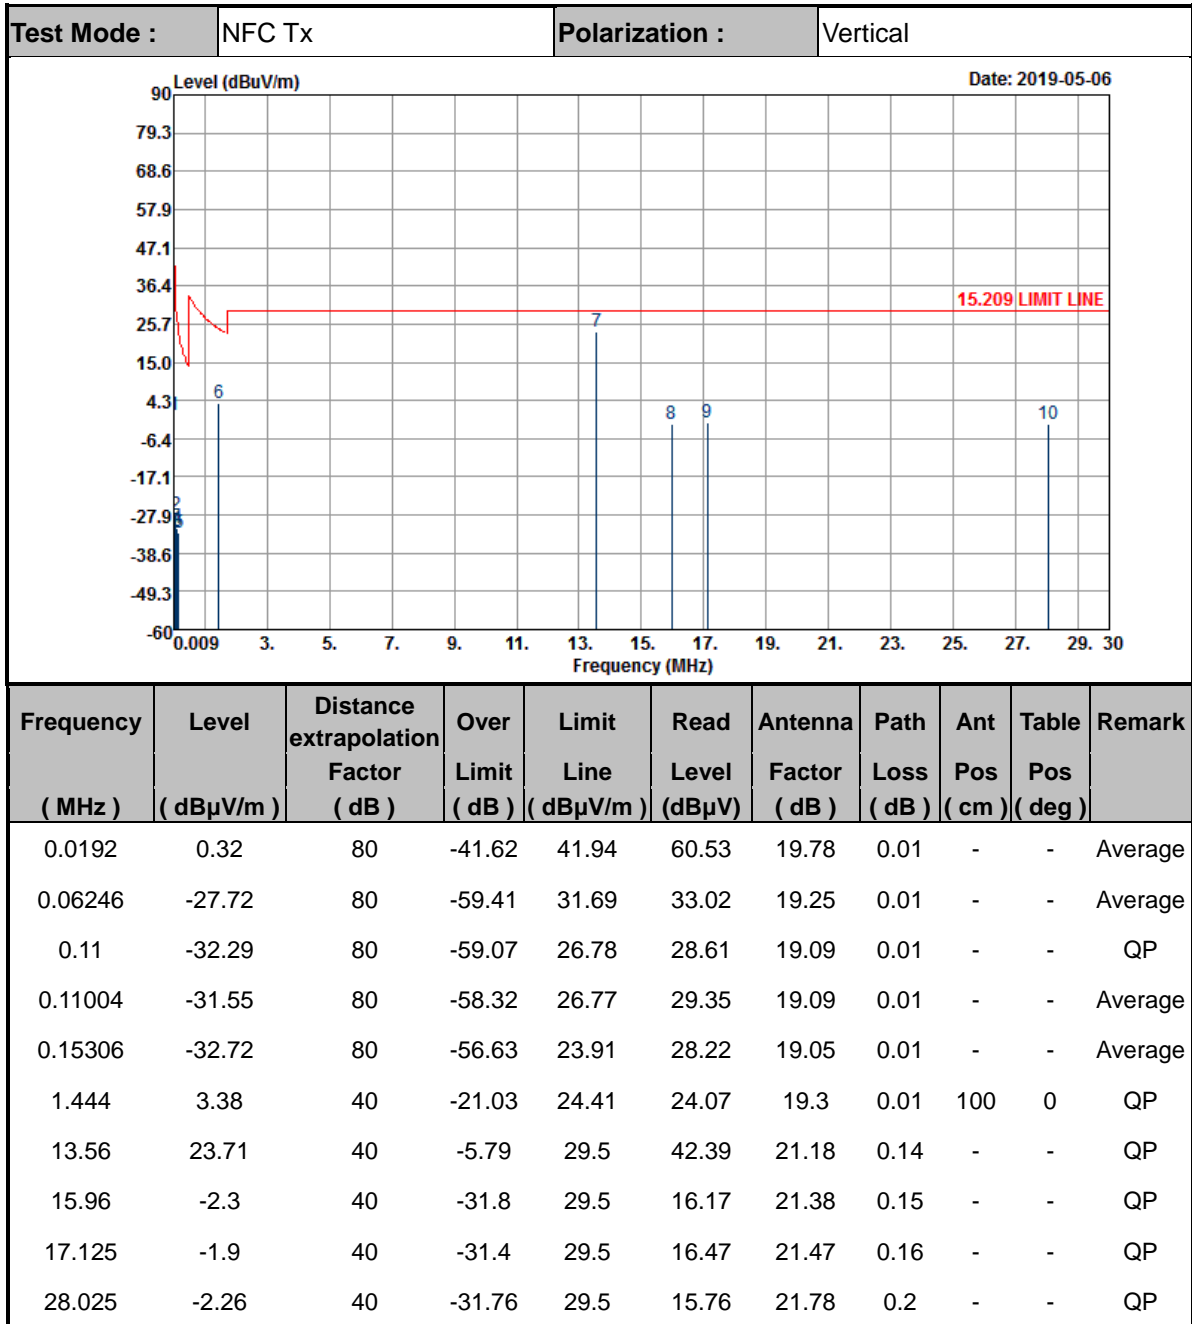 Test Mode : NFC Tx Polarization : Vertical
Level (dBuV/m) Date: 2019-05-06
90
79.3
68.6
57.9
47.1
36.4
15.209 LIMIT LINE
25.7
7
15.0
6
4.3
1
8 9 10
-6.4
-17.1
2
-27.9
5
-38.6
-49.3
-60
0.009 3. 5. 7. 9. 11. 13. 15. 17. 19. 21. 23. 25. 27. 29. 30
Frequency (MHz)
Frequency Level Distance extrapolation Factor Over Limit Limit Line Read Level Antenna Factor Path Loss Ant Pos Table Pos Remark
( MHz ) ( dBµV/m ) ( dB ) ( dB ) ( dBµV/m ) (dBµV) ( dB ) ( dB ) ( cm ) ( deg )
0.0192 0.32 80 -41.62 41.94 60.53 19.78 0.01 - - Average
0.06246 -27.72 80 -59.41 31.69 33.02 19.25 0.01 - - Average
0.11 -32.29 80 -59.07 26.78 28.61 19.09 0.01 - - QP
0.11004 -31.55 80 -58.32 26.77 29.35 19.09 0.01 - - Average
0.15306 -32.72 80 -56.63 23.91 28.22 19.05 0.01 - - Average
1.444 3.38 40 -21.03 24.41 24.07 19.3 0.01 100 0 QP
13.56 23.71 40 -5.79 29.5 42.39 21.18 0.14 - - QP
15.96 -2.3 40 -31.8 29.5 16.17 21.38 0.15 - - QP
17.125 -1.9 40 -31.4 29.5 16.47 21.47 0.16 - - QP
28.025 -2.26 40 -31.76 29.5 15.76 21.78 0.2 - - QP